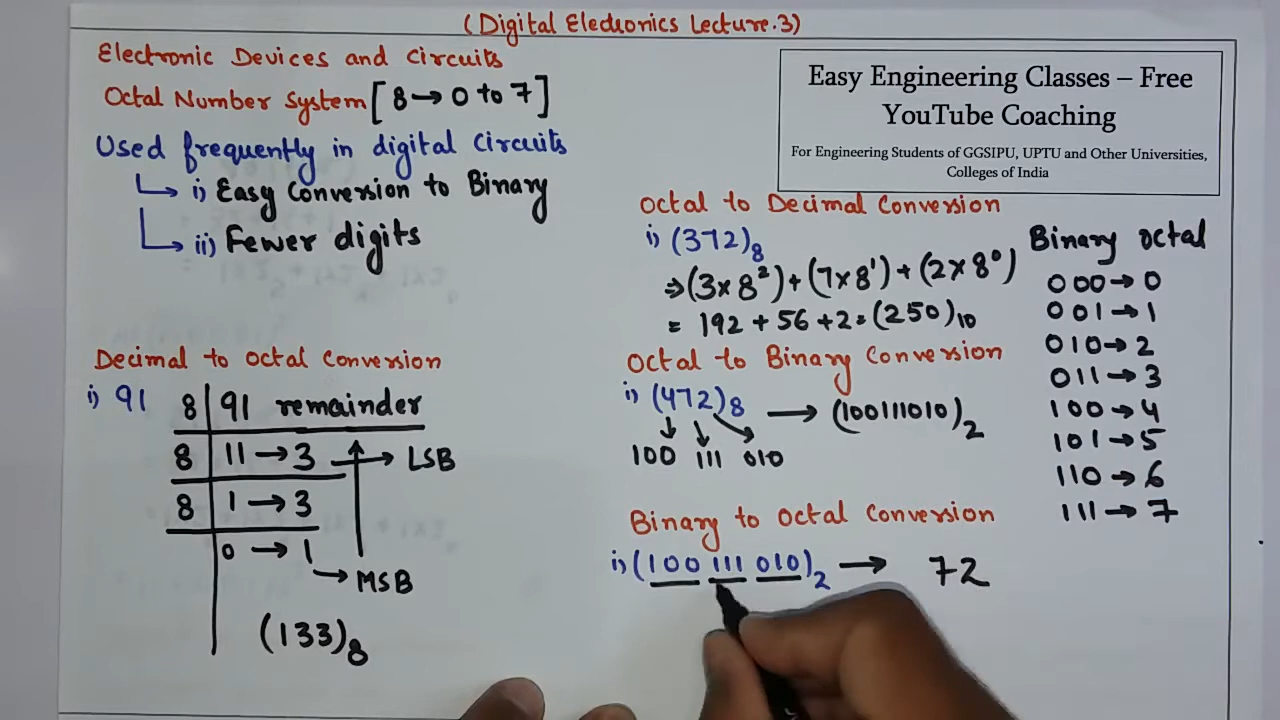 (Digital Electronics Lecture.3)
Electronic Devices and Circuits
Octal Number System [8→0 to 7]
Used frequently in digital circuits
i) Easy Conversion to Binary
ii) Fewer digits
Decimal to Octal Conversion
i) 91
8 | 91 remainder
8 | 11 → 3 → LSB
8 | 1 → 3
0 → 1 → MSB
(133)8
Easy Engineering Classes – Free
YouTube Coaching
For Engineering Students of GGSIPU, UPTU and Other Universities,
Colleges of India
Octal to Decimal Conversion
i) (372)8
⇒ (3×8²)+(7×8¹)+(2×8⁰)
= 192 + 56 + 2 = (250)10
Octal to Binary Conversion
i) (472)8 → (100111010)2
100 111 010
Binary to Octal Conversion
i) (100 111 010)2 → 72
Binary Octal
000→0
001→1
010→2
011→3
100→4
101→5
110→6
111→7